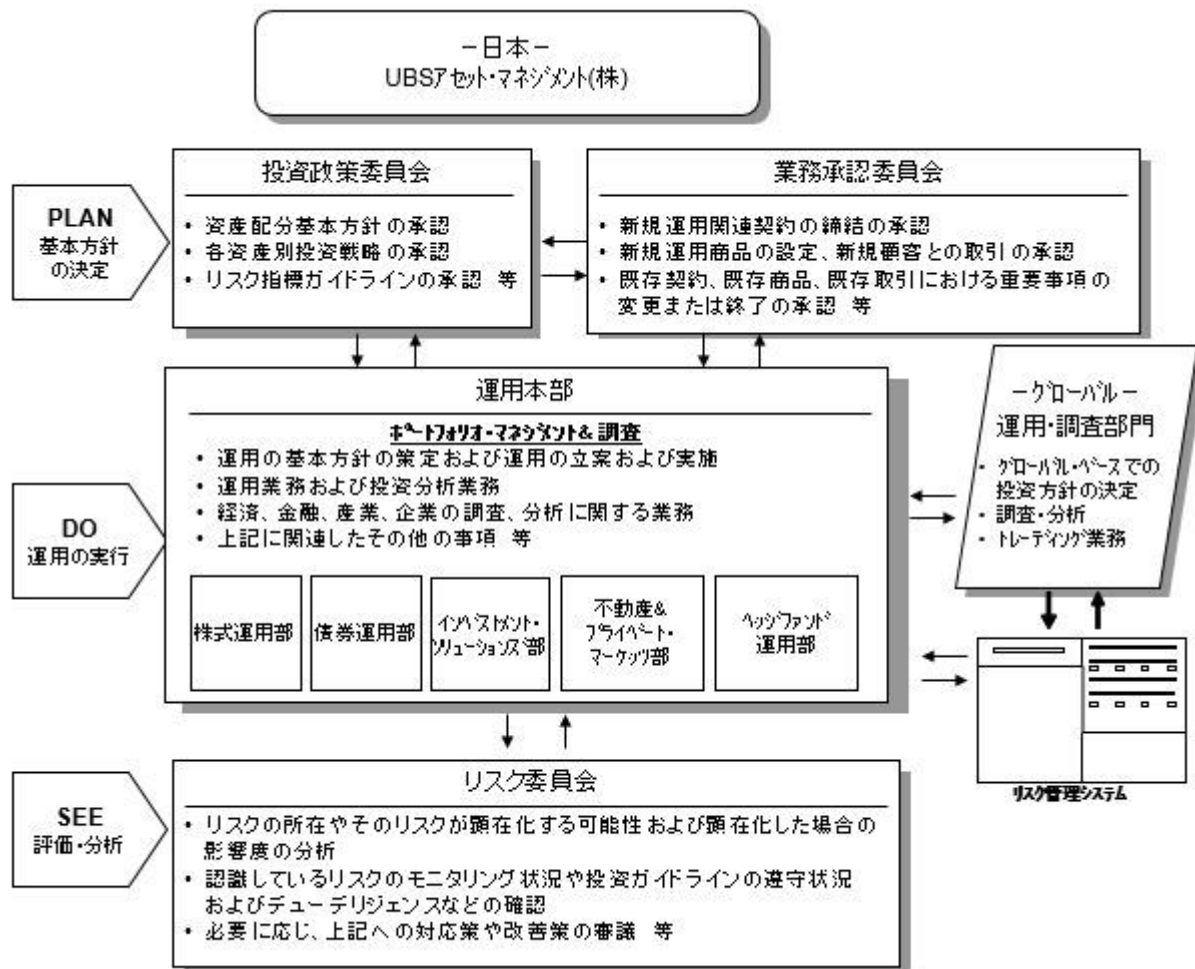 －日本－
UBSｱｾｯﾄ・ﾏﾈｼﾞﾒﾝﾄ(株)
PLAN
基本方針
の決定
投資政策委員会
・ 資産配分基本方針の承認
・ 各資産別投資戦略の承認
・ リスク指標ガイドラインの承認 等
業務承認委員会
・ 新規運用関連契約の締結の承認
・ 新規運用商品の設定、新規顧客との取引の承認
・ 既存契約、既存商品、既存取引における重要事項の
変更または終了の承認 等
DO
運用の実行
運用本部
ﾎﾟｰﾄﾌｫﾘｵ・ﾏﾈｼﾞﾒﾝﾄ& 調査
・ 運用の基本方針の策定および運用の立案および実施
・ 運用業務および投資分析業務
・ 経済、金融、産業、企業の調査、分析に関する業務
・ 上記に関連したその他の事項 等
株式運用部
債券運用部
ｲﾝﾍﾞｽﾄﾒﾝﾄ・
ｿﾘｭｰｼｮﾝｽﾞ部
不動産&
ﾌﾟﾗｲﾍﾞｰﾄ・
ﾏｰｹｯﾂ部
ﾍｯｼﾞﾌｧﾝﾄﾞ
運用部
－ｸﾞﾛｰﾊﾞﾙ－
運用・調査部門
・ ｸﾞﾛｰﾊﾞﾙ・ﾍﾞｰｽでの
投資方針の決定
・ 調査・分析
・ ﾄﾚｰﾃﾞｨﾝｸﾞ業務
リスク管理システム
SEE
評価・分析
リスク委員会
・ リスクの所在やそのリスクが顕在化する可能性および顕在化した場合の
影響度の分析
・ 認識しているリスクのモニタリング状況や投資ガイドラインの遵守状況
およびデューデリジェンスなどの確認
・ 必要に応じ、上記への対応策や改善策の審議 等